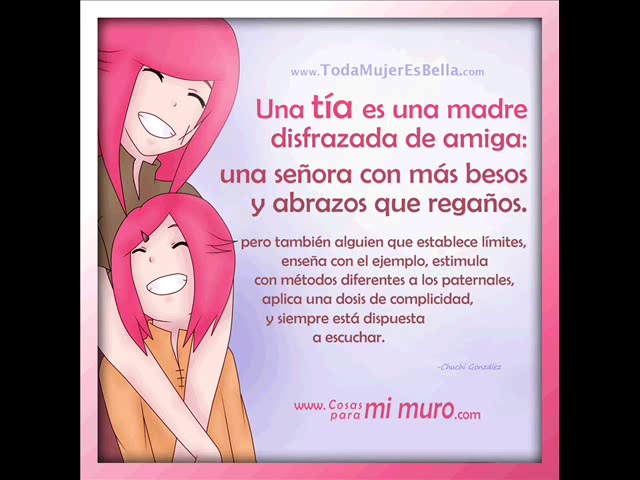 www.TodaMujerEsBella.com
Una tía es una madre
disfrazada de amiga:
una señora con más besos
y abrazos que regaños.
pero también alguien que establece límites,
enseña con el ejemplo, estimula
con métodos diferentes a los paternales,
aplica una dosis de complicidad,
y siempre está dispuesta
a escuchar.
-Chuchi González
www.Cosas para mi muro.com